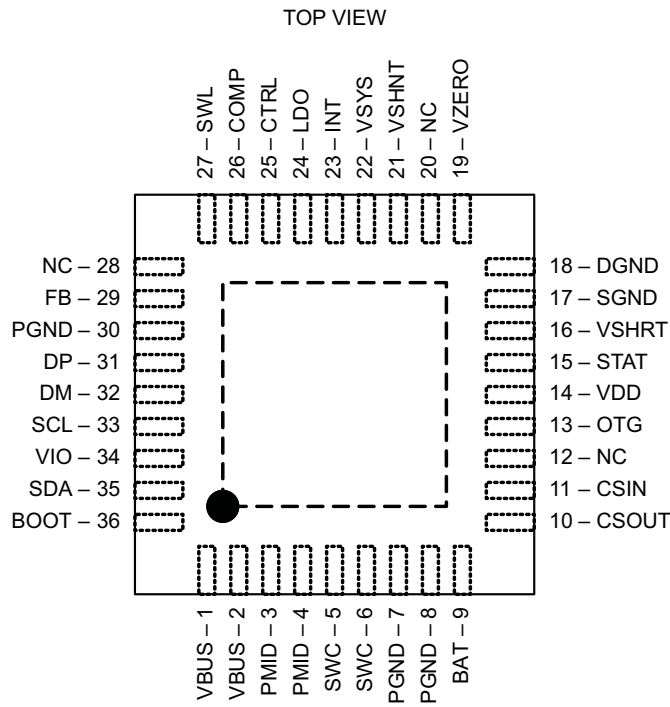 TOP VIEW
27 – SWL
26 – COMP
25 – CTRL
24 – LDO
23 – INT
22 – VSYS
21 – VSHNT
20 – NC
19 – VZERO
NC – 28
FB – 29
PGND – 30
DP – 31
DM – 32
SCL – 33
VIO – 34
SDA – 35
BOOT – 36
18 – DGND
17 – SGND
16 – VSHRT
15 – STAT
14 – VDD
13 – OTG
12 – NC
11 – CSIN
10 – CSOUT
VBUS – 1
VBUS – 2
PMID – 3
PMID – 4
SWC – 5
SWC – 6
PGND – 7
PGND – 8
BAT – 9